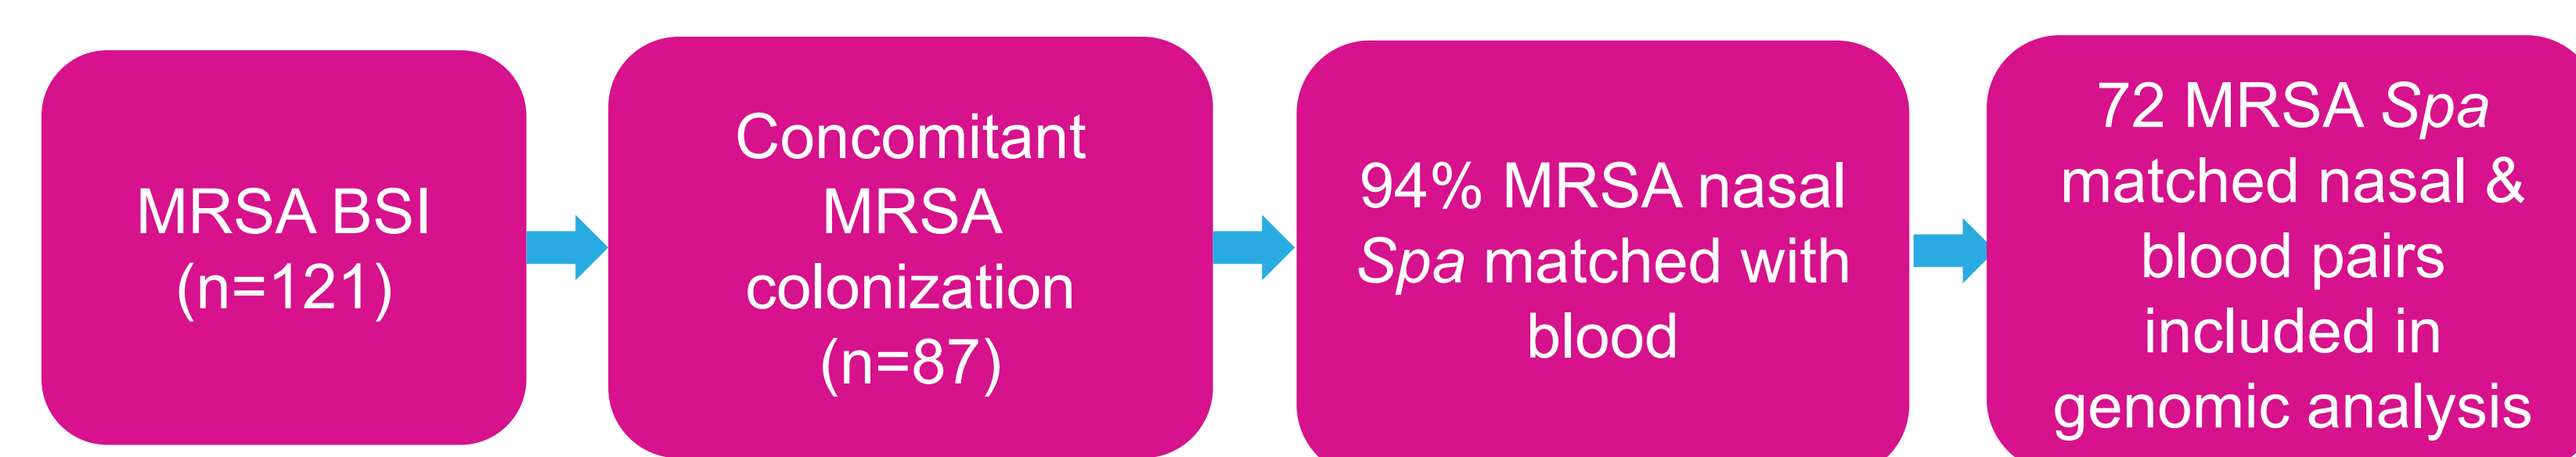 MRSA BSI
(n=121)
Concomitant
MRSA
colonization
(n=87)
94% MRSA nasal
Spa matched with
blood
72 MRSA Spa
matched nasal &
blood pairs
included in
genomic analysis